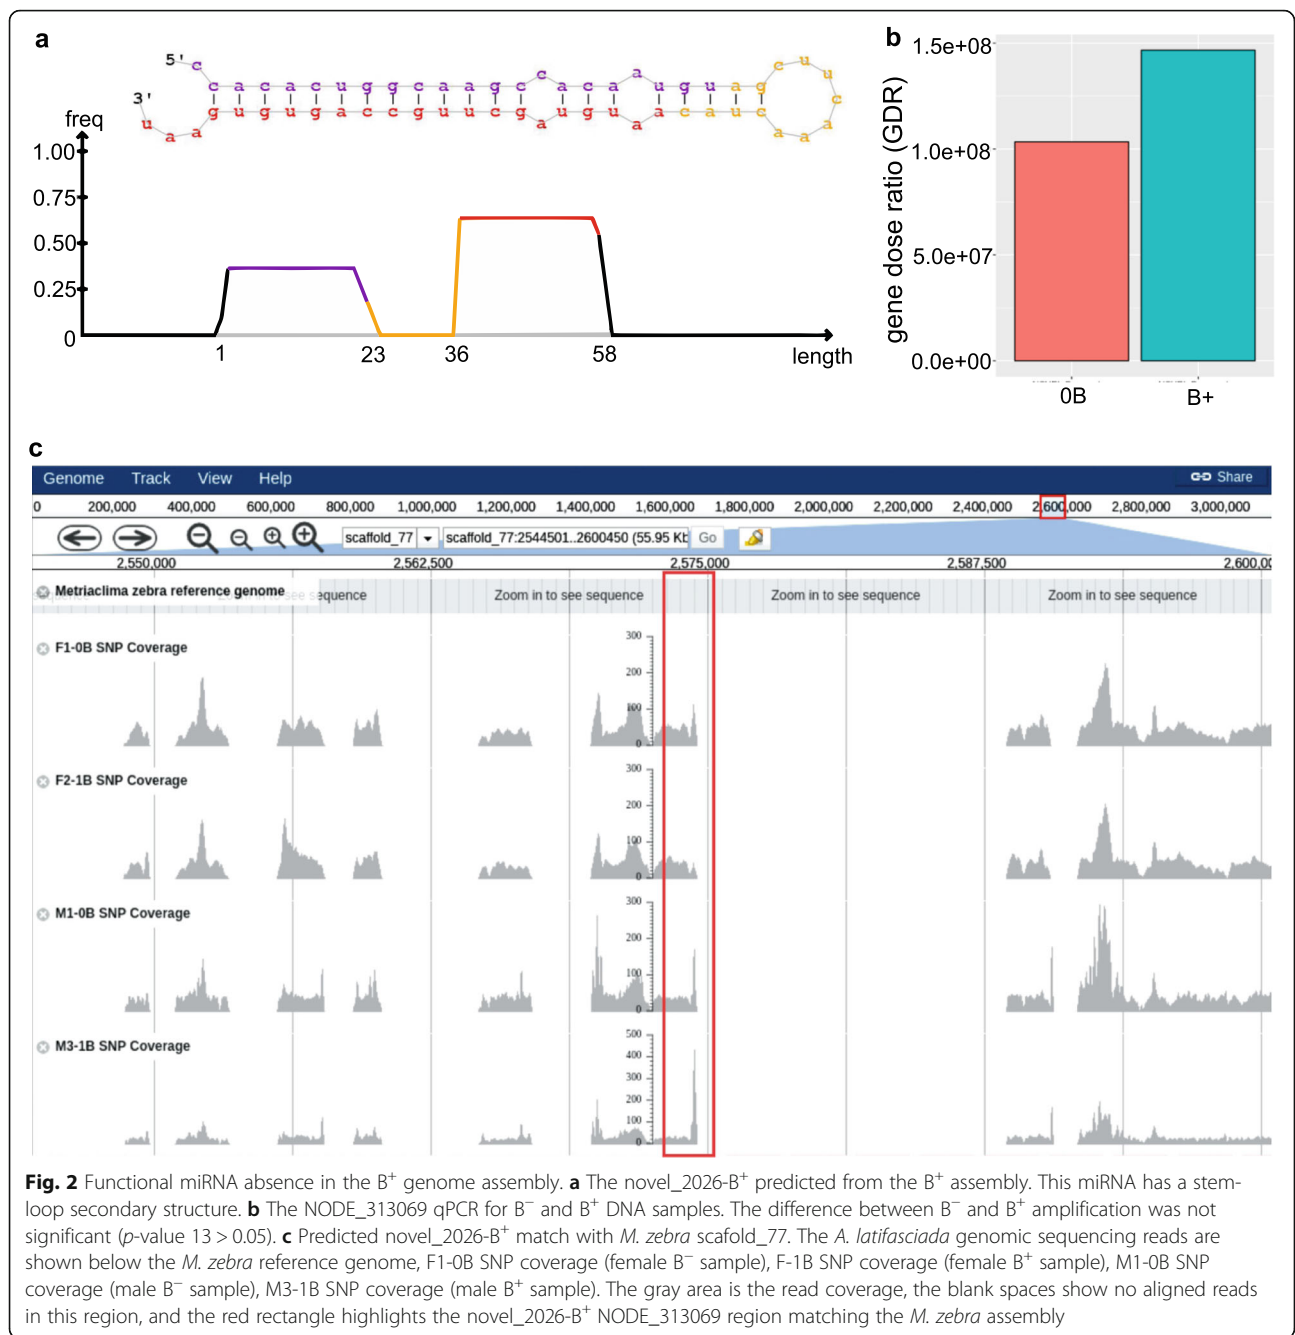 a
5'
c
c a c a c u g g c a a g c c a c a a u g u a g c u u c
3'
u a a g u g u g a c c g u u c g a u g u a a c a u c a a a
freq
1.00
0.75
0.50
0.25
0
1 23 36 58 length
b
gene dose ratio (GDR)
1.5e+08
1.0e+08
5.0e+07
0.0e+00
0B B+
c
Genome Track View Help Share
0 200,000 400,000 600,000 800,000 1,000,000 1,200,000 1,400,000 1,600,000 1,800,000 2,000,000 2,200,000 2,400,000 2,600,000 2,800,000 3,000,000
scaffold_77 scaffold_77:2544501..2600450 (55.95 Kb Go
2,550,000 2,562,500 2,575,000 2,587,500 2,600,0
Metriaclima zebra reference genome see sequence Zoom in to see sequence Zoom in to see sequence Zoom in to see sequence
F1-0B SNP Coverage
300
200
100
0
F2-1B SNP Coverage
300
200
100
0
M1-0B SNP Coverage
300
200
100
0
M3-1B SNP Coverage
500
400
300
200
100
0
Fig. 2 Functional miRNA absence in the B+ genome assembly. a The novel_2026-B+ predicted from the B+ assembly. This miRNA has a stem-
loop secondary structure. b The NODE_313069 qPCR for B− and B+ DNA samples. The difference between B− and B+ amplification was not
significant (p-value 13 > 0.05). c Predicted novel_2026-B+ match with M. zebra scafold_77. The A. latifasciada genomic sequencing reads are
shown below the M. zebra reference genome, F1-0B SNP coverage (female B− sample), F-1B SNP coverage (female B+ sample), M1-0B SNP
coverage (male B− sample), M3-1B SNP coverage (male B+ sample). The gray area is the read coverage, the blank spaces show no aligned reads
in this region, and the red rectangle highlights the novel_2026-B+ NODE_313069 region matching the M. zebra assembly